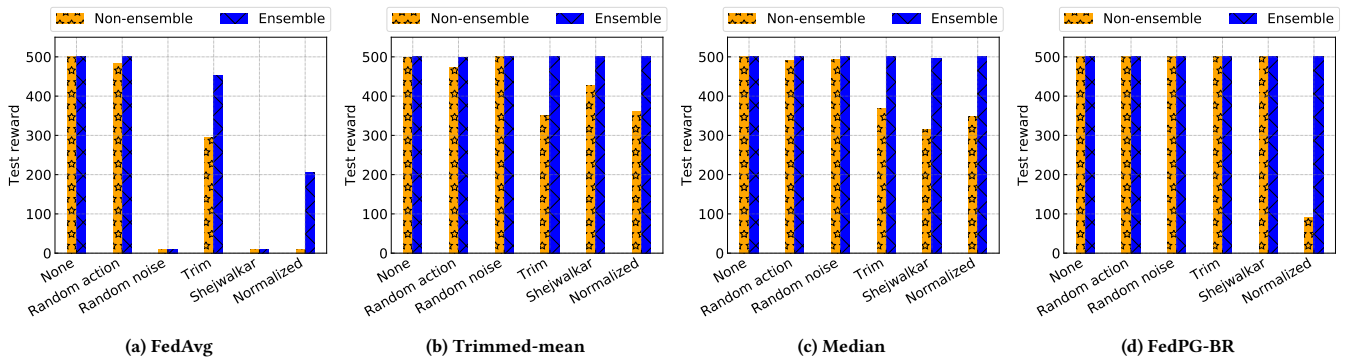 Non-ensemble Ensemble
Test reward
500
400
300
200
100
0
None
Random action
Random noise
Trim
Shejwalkar
Normalized
(a) FedAvg
Non-ensemble Ensemble
Test reward
500
400
300
200
100
0
None
Random action
Random noise
Trim
Shejwalkar
Normalized
(b) Trimmed-mean
Non-ensemble Ensemble
Test reward
500
400
300
200
100
0
None
Random action
Random noise
Trim
Shejwalkar
Normalized
(c) Median
Non-ensemble Ensemble
Test reward
500
400
300
200
100
0
None
Random action
Random noise
Trim
Shejwalkar
Normalized
(d) FedPG-BR